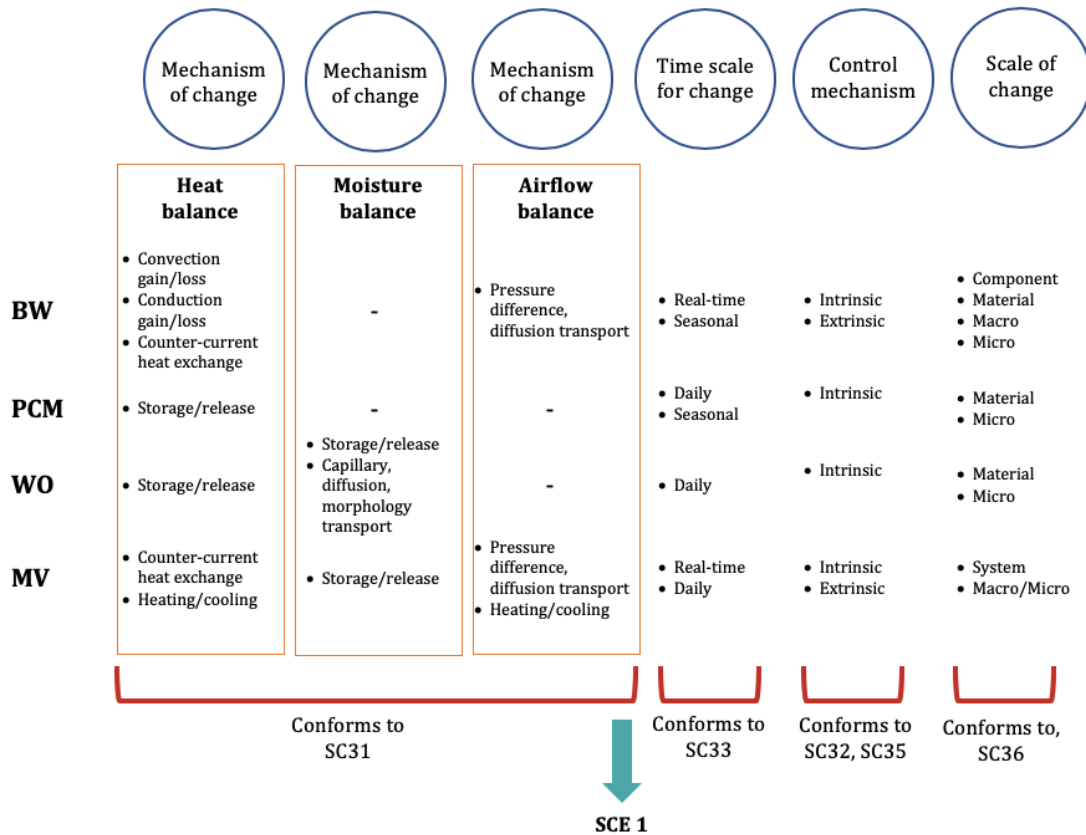 Mechanism
of change
Mechanism
of change
Mechanism
of change
Time scale
for change
Control
mechanism
Scale of
change
Heat
balance
Moisture
balance
Airflow
balance
BW
• Convection
gain/loss
• Conduction
gain/loss
• Counter-current
heat exchange
-
• Pressure
difference,
diffusion transport
• Real-time
• Seasonal
• Intrinsic
• Extrinsic
• Component
• Material
• Macro
• Micro
PCM
• Storage/release
-
-
• Daily
• Seasonal
• Intrinsic
• Material
• Micro
WO
• Storage/release
• Storage/release
• Capillary,
diffusion,
morphology
transport
-
• Daily
• Intrinsic
• Material
• Micro
MV
• Counter-current
heat exchange
• Heating/cooling
• Storage/release
• Pressure
difference,
diffusion transport
• Heating/cooling
• Real-time
• Daily
• Intrinsic
• Extrinsic
• System
• Macro/Micro
Conforms to
SC31
Conforms to
SC33
Conforms to
SC32, SC35
Conforms to,
SC36
SCE 1